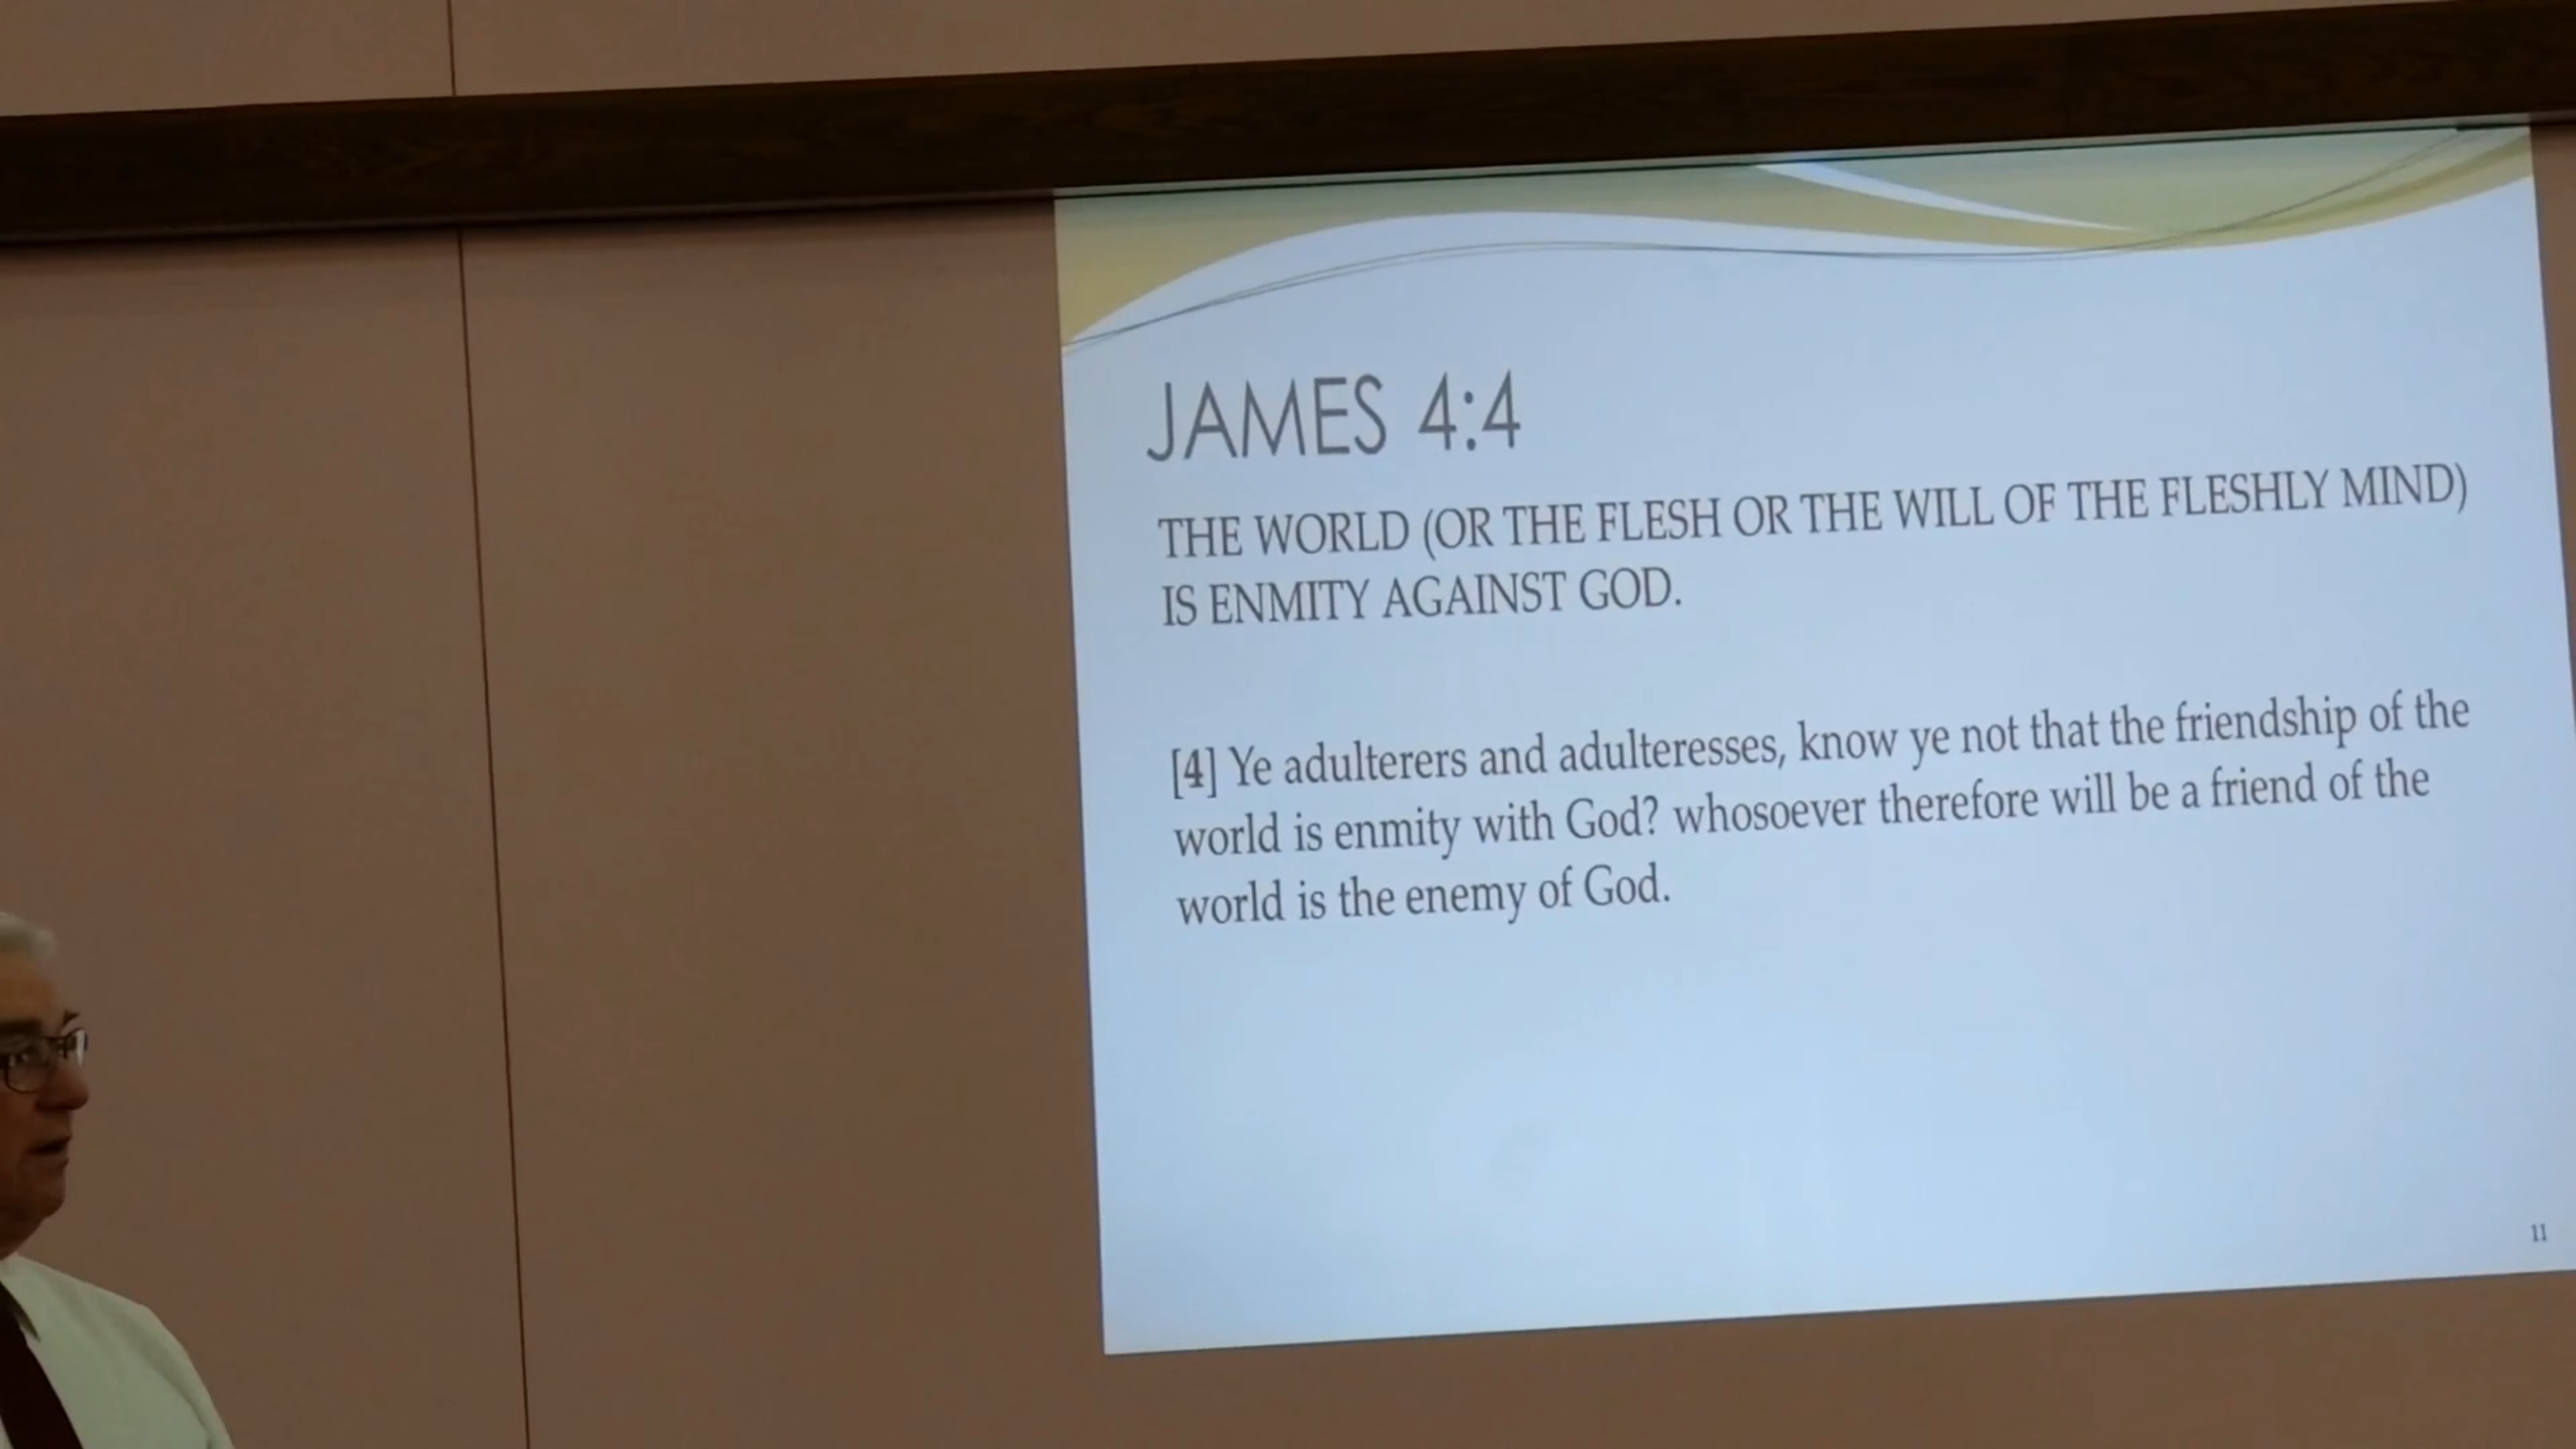 JAMES 4:4
THE WORLD (OR THE FLESH OR THE WILL OF THE FLESHLY MIND)
IS ENMITY AGAINST GOD.
[4] Ye adulterers and adulteresses, know ye not that the friendship of the
world is enmity with God? whosoever therefore will be a friend of the
world is the enemy of God.
11